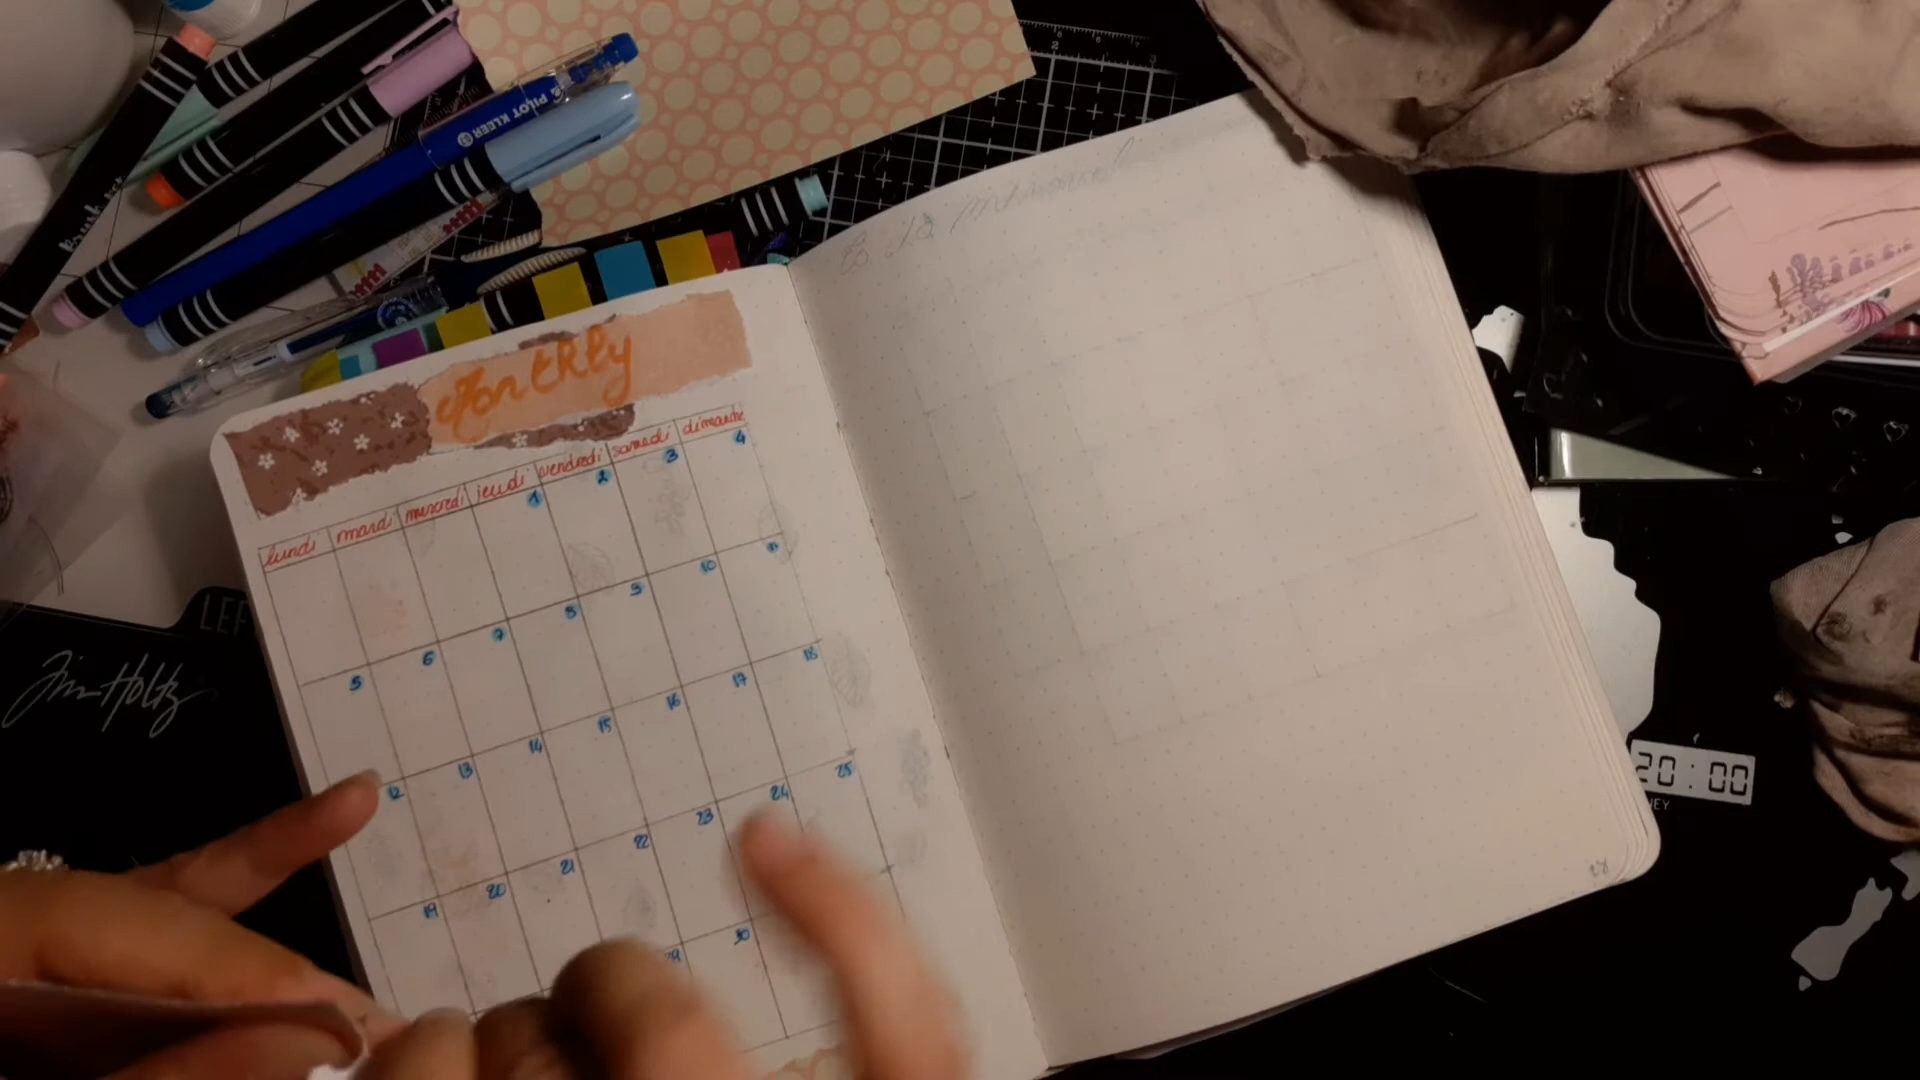 PILOT KLEER
Monthly
lundi mardi mercredi jeudi vendredi samedi dimanche
1 2 3 4
5 6 7 8 9 10 11
12 13 14 15 16 17 18
19 20 21 22 23 24 25
29 30
Tim Holtz
20:00